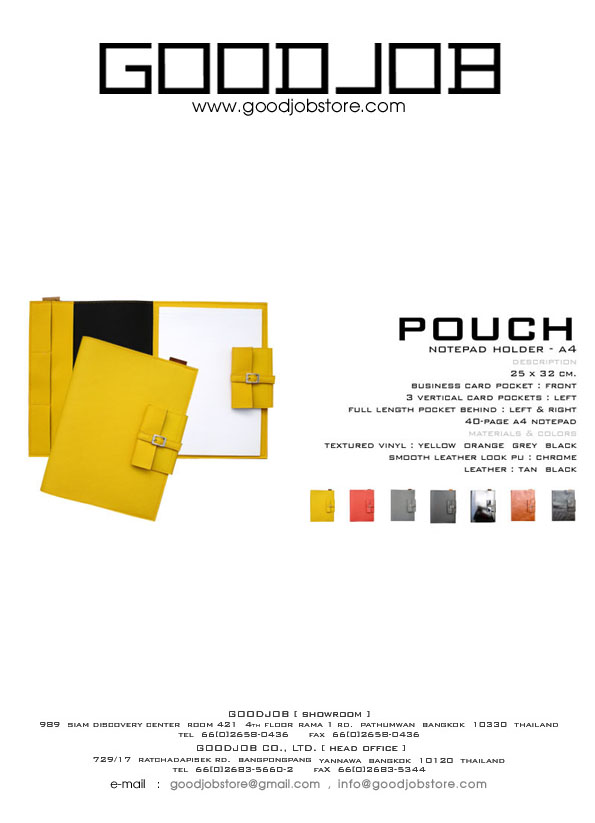 GOODJOB
www.goodjobstore.com
POUCH
NOTEPAD HOLDER - A4
DESCRIPTION
25 x 32 CM.
BUSINESS CARD POCKET : FRONT
3 VERTICAL CARD POCKETS : LEFT
FULL LENGTH POCKET BEHIND : LEFT & RIGHT
40-PAGE A4 NOTEPAD
MATERIALS & COLORS
TEXTURED VINYL : YELLOW ORANGE GREY BLACK
SMOOTH LEATHER LOOK PU : CHROME
LEATHER : TAN BLACK
GOODJOB [ SHOWROOM ]
989 SIAM DISCOVERY CENTER ROOM 421 4TH FLOOR RAMA 1 RD. PATHUMWAN BANGKOK 10330 THAILAND
TEL 66(0)2658-0436 FAX 66(0)2658-0436
GOODJOB CO., LTD. [ HEAD OFFICE ]
729/17 RATCHADAPISEK RD. BANGPONGPANG YANNAWA BANGKOK 10120 THAILAND
TEL 66(0)2683-5660-2 FAX 66(0)2683-5344
e-mail : goodjobstore@gmail.com , info@goodjobstore.com